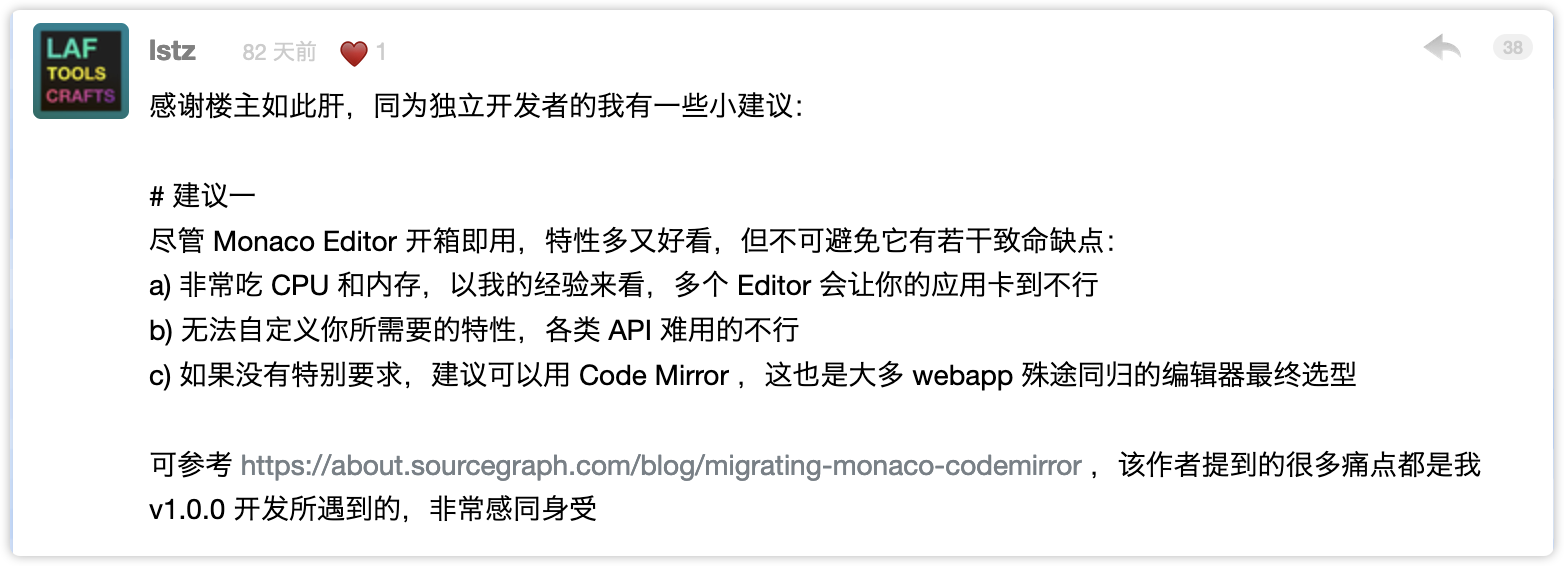 LAF
TOOLS
CRAFTS
lstz 82 天前 1
38
感谢楼主如此肝，同为独立开发者的我有一些小建议：
# 建议一
尽管 Monaco Editor 开箱即用，特性多又好看，但不可避免它有若干致命缺点：
a) 非常吃 CPU 和内存，以我的经验来看，多个 Editor 会让你的应用卡到不行
b) 无法自定义你所需要的特性，各类 API 难用的不行
c) 如果没有特别要求，建议可以用 Code Mirror ，这也是大多 webapp 殊途同归的编辑器最终选型
可参考 https://about.sourcegraph.com/blog/migrating-monaco-codemirror ，该作者提到的很多痛点都是我
v1.0.0 开发所遇到的，非常感同身受